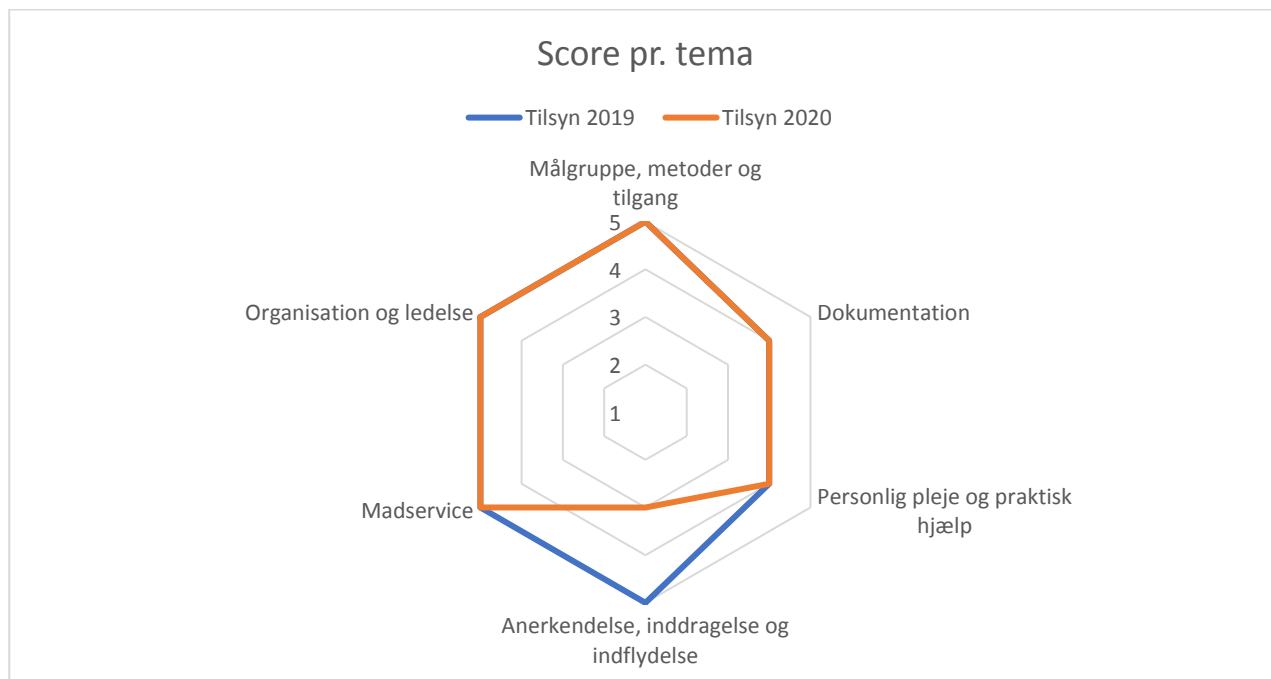 Score pr. tema
Tilsyn 2019 Tilsyn 2020
Målgruppe, metoder og
tilgang
5
4
Organisation og ledelse
Dokumentation
3
2
1
Madservice
Personlig pleje og praktisk
hjælp
Anerkendelse, inddragelse og
indflydelse